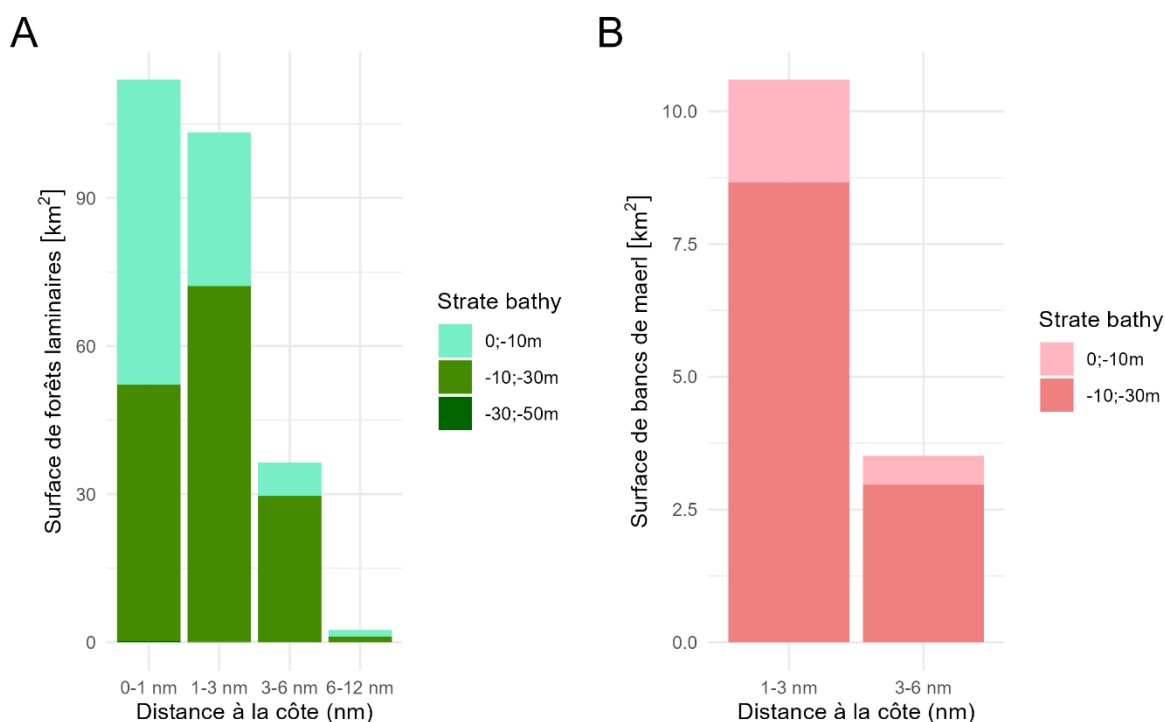 A
Surface de forêts laminaires [km²]
90
60
30
0
0-1 nm 1-3 nm 3-6 nm 6-12 nm
Distance à la côte (nm)
Strate bathy
0;-10m
-10;-30m
-30;-50m
B
Surface de bancs de maerl [km²]
10.0
7.5
5.0
2.5
0.0
1-3 nm 3-6 nm
Distance à la côte (nm)
Strate bathy
0;-10m
-10;-30m